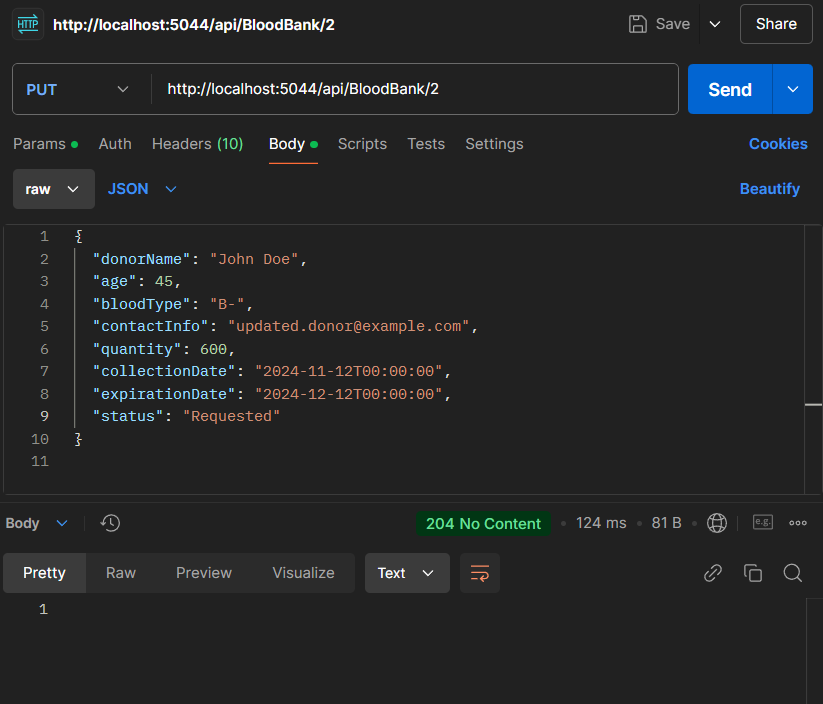 HTTP http://localhost:5044/api/BloodBank/2 Save Share
PUT http://localhost:5044/api/BloodBank/2 Send
Params Auth Headers (10) Body Scripts Tests Settings Cookies
raw JSON Beautify
1 {
2 "donorName": "John Doe",
3 "age": 45,
4 "bloodType": "B-",
5 "contactInfo": "updated.donor@example.com",
6 "quantity": 600,
7 "collectionDate": "2024-11-12T00:00:00",
8 "expirationDate": "2024-12-12T00:00:00",
9 "status": "Requested"
10 }
11
Body 204 No Content • 124 ms • 81 B • e.g.
Pretty Raw Preview Visualize Text
1